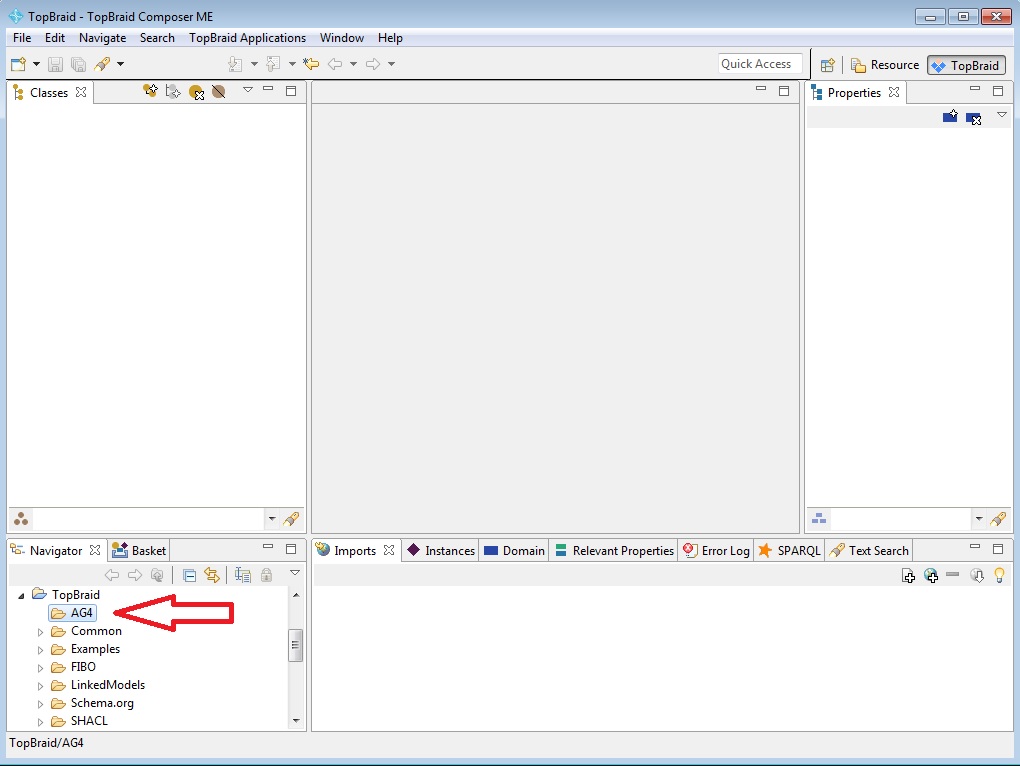 TopBraid - TopBraid Composer ME
File Edit Navigate Search TopBraid Applications Window Help
Quick Access
Resource
TopBraid
Classes
Properties
Navigator
Basket
Imports
Instances
Domain
Relevant Properties
Error Log
SPARQL
Text Search
TopBraid
AG4
Common
Examples
FIBO
LinkedModels
Schema.org
SHACL
TopBraid/AG4